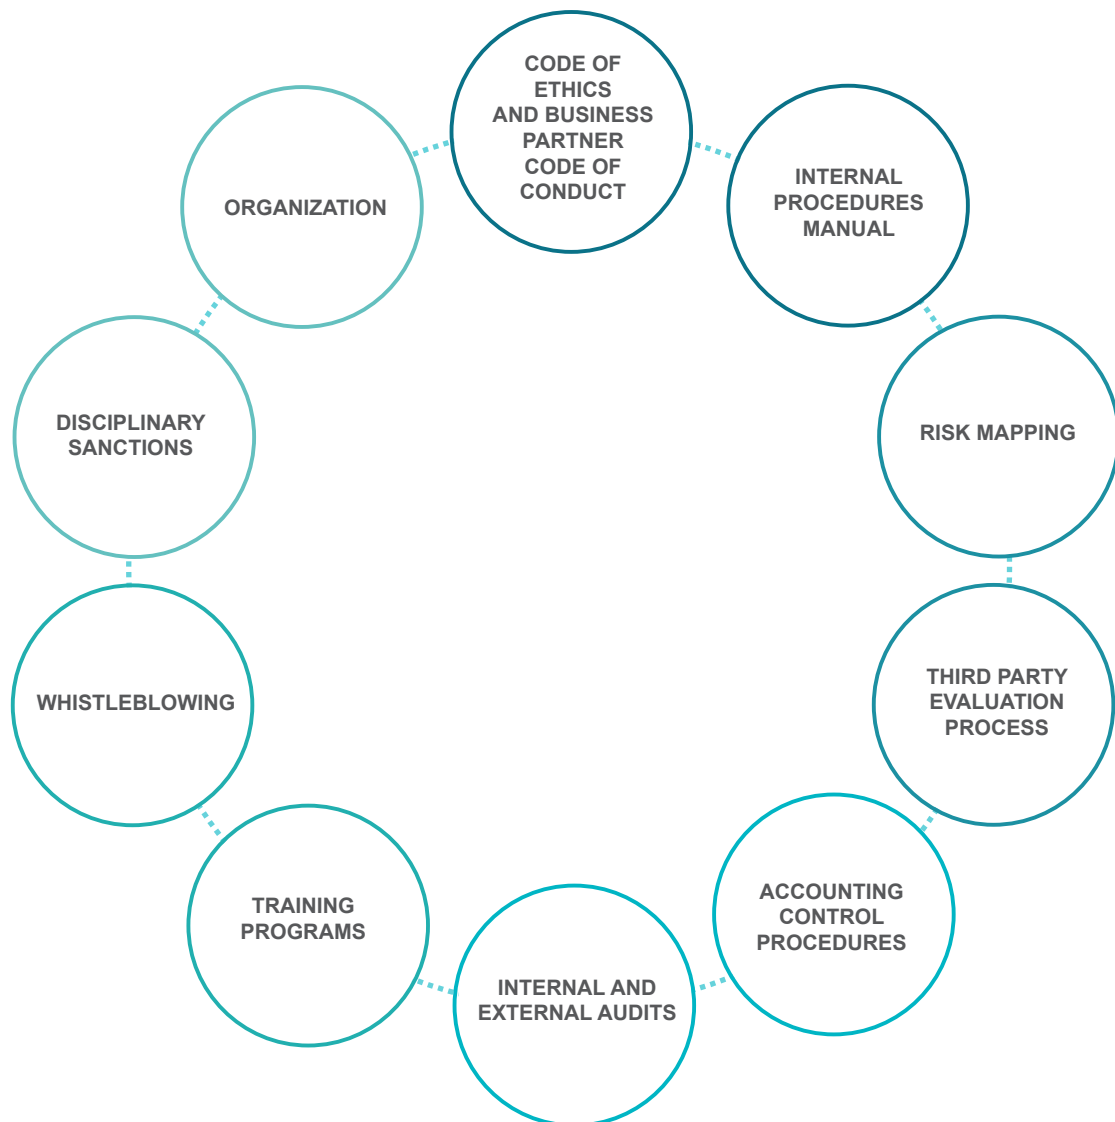 CODE OF
ETHICS
AND BUSINESS
PARTNER
CODE OF
CONDUCT
INTERNAL
PROCEDURES
MANUAL
RISK MAPPING
THIRD PARTY
EVALUATION
PROCESS
ACCOUNTING
CONTROL
PROCEDURES
INTERNAL AND
EXTERNAL AUDITS
TRAINING
PROGRAMS
WHISTLEBLOWING
DISCIPLINARY
SANCTIONS
ORGANIZATION